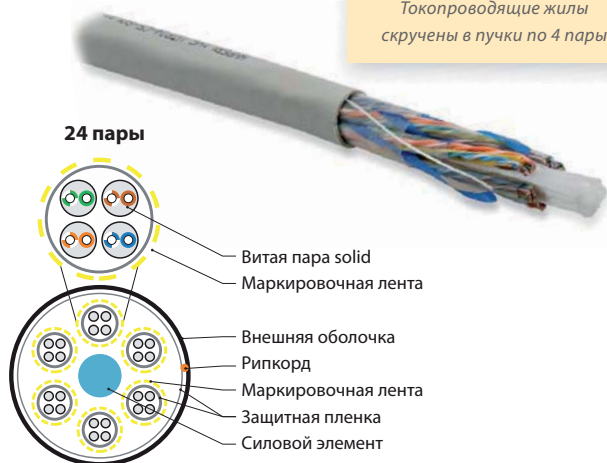 Токопроводящие жилы
скручены в пучки по 4 пары
24 пары
Витая пара solid
Маркировочная лента
Внешняя оболочка
Рипкорд
Маркировочная лента
Защитная пленка
Силовой элемент